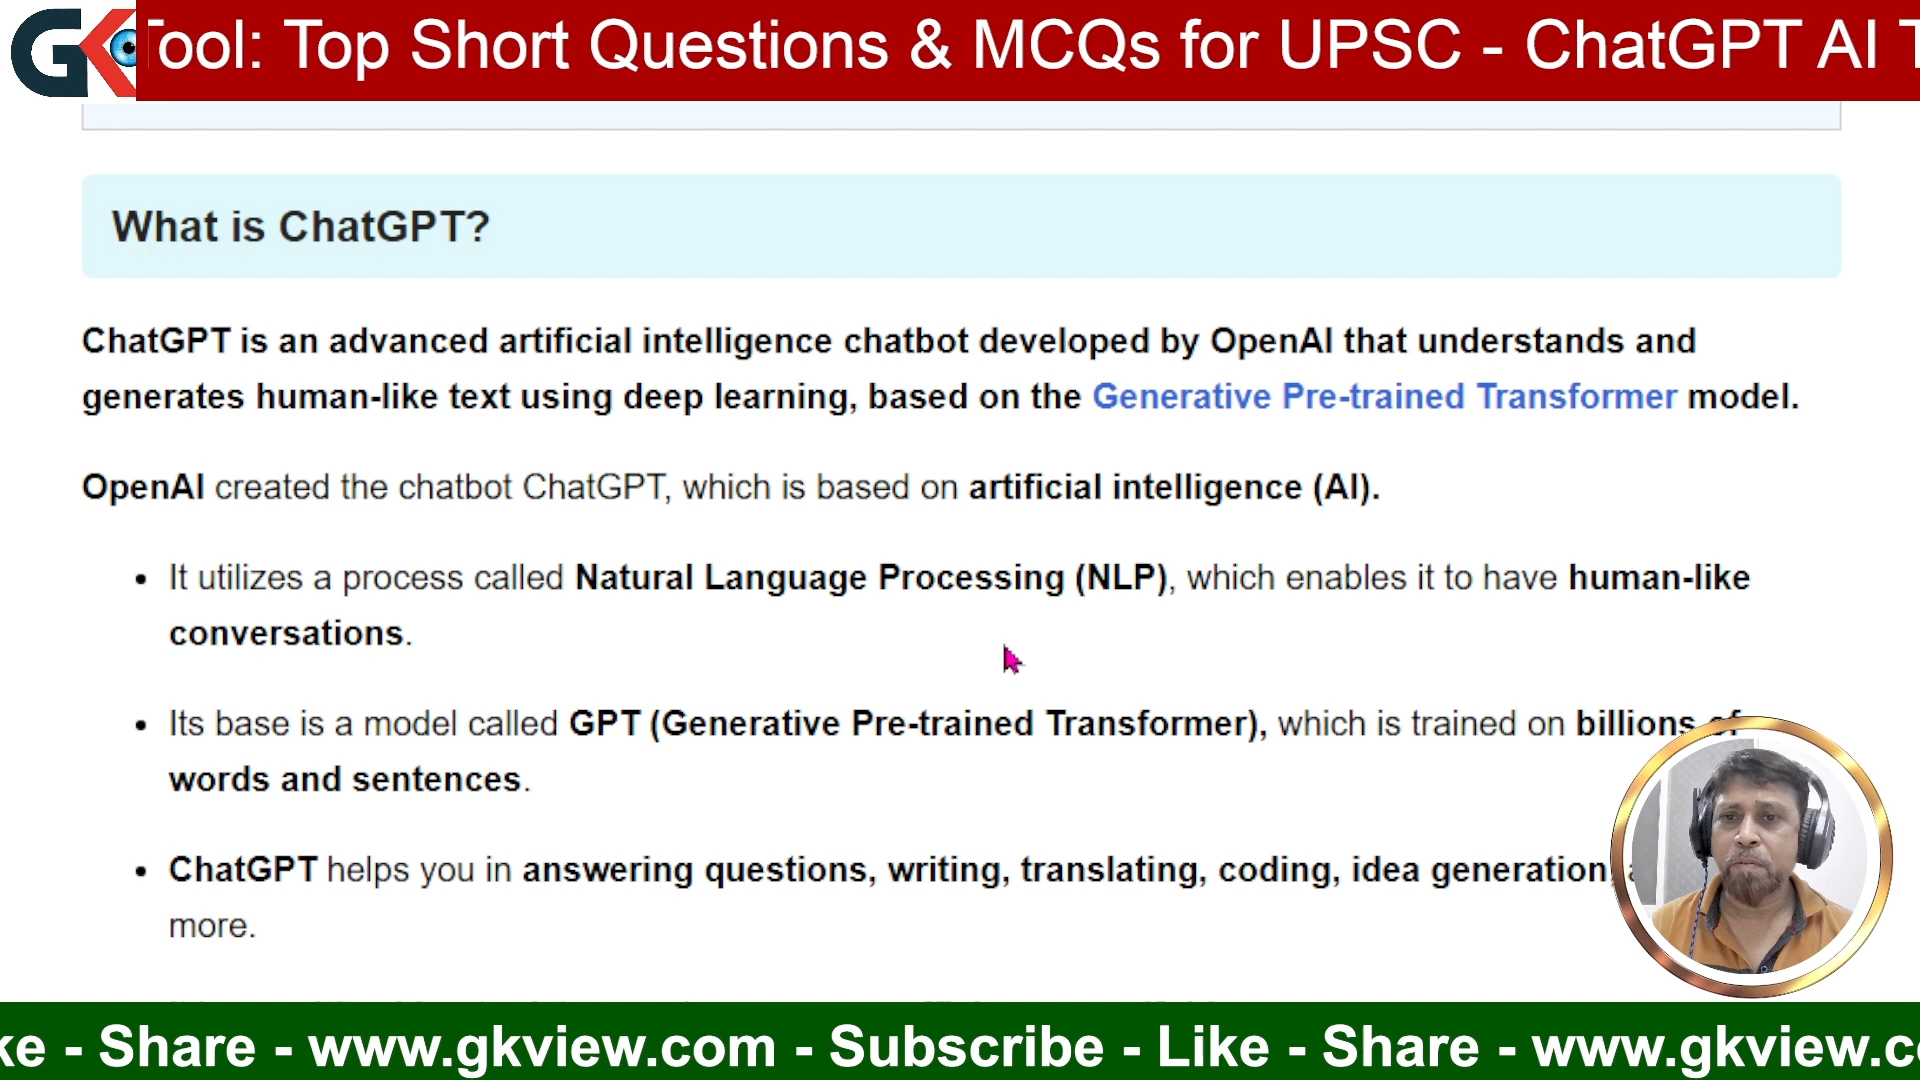 GK
Tool: Top Short Questions & MCQs for UPSC - ChatGPT AI T
What is ChatGPT?
ChatGPT is an advanced artificial intelligence chatbot developed by OpenAI that understands and
generates human-like text using deep learning, based on the Generative Pre-trained Transformer model.
OpenAI created the chatbot ChatGPT, which is based on artificial intelligence (AI).
• It utilizes a process called Natural Language Processing (NLP), which enables it to have human-like
conversations.
• Its base is a model called GPT (Generative Pre-trained Transformer), which is trained on billions of
words and sentences.
• ChatGPT helps you in answering questions, writing, translating, coding, idea generation,
more.
ke - Share - www.gkview.com - Subscribe - Like - Share - www.gkview.c